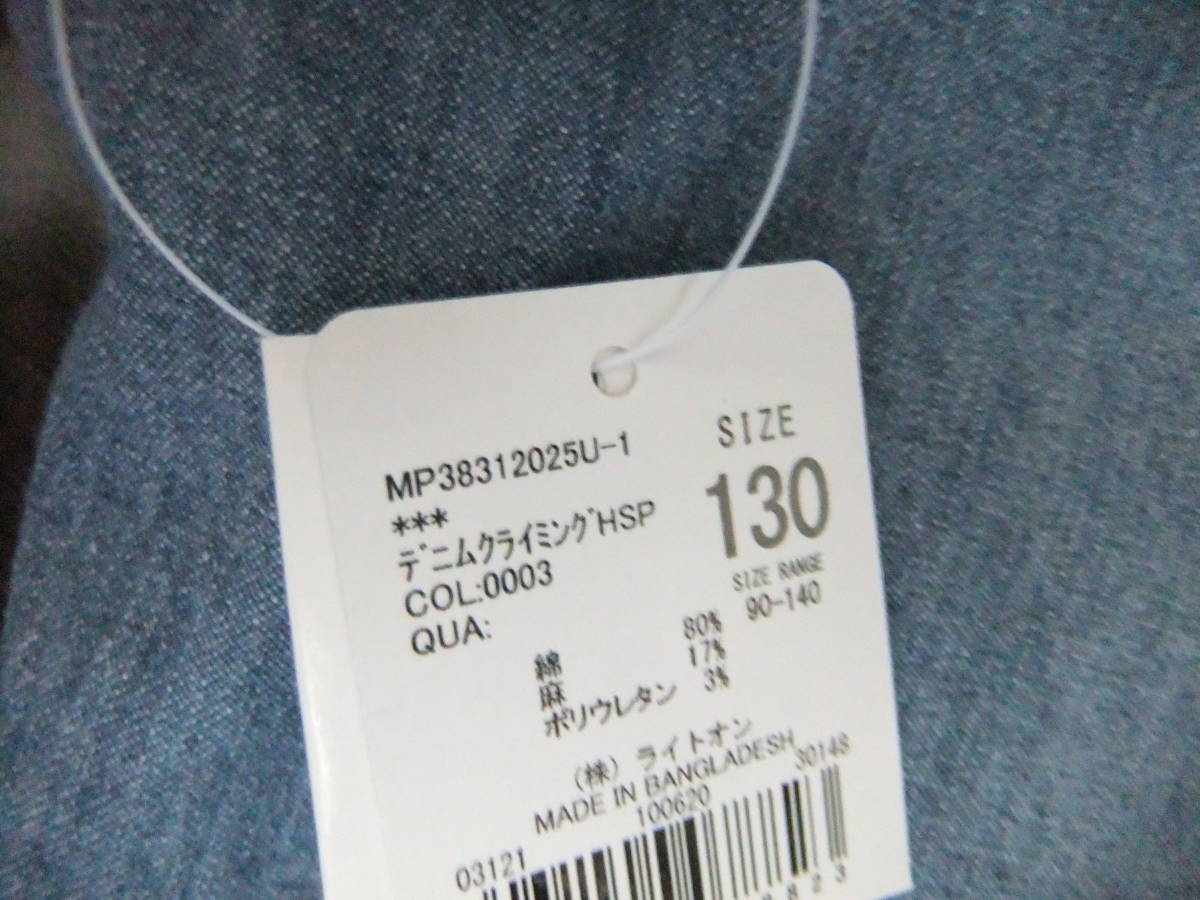 MP38312025U-1
***
ﾃﾞﾆﾑｸﾗｲﾐﾝｸﾞHSP
COL:0003
QUA:
SIZE
130
SIZE RANGE
90-140
綿 80%
麻 17%
ポリウレタン 3%
（株）ライトオン
MADE IN BANGLADESH
100620 30148
03121
823